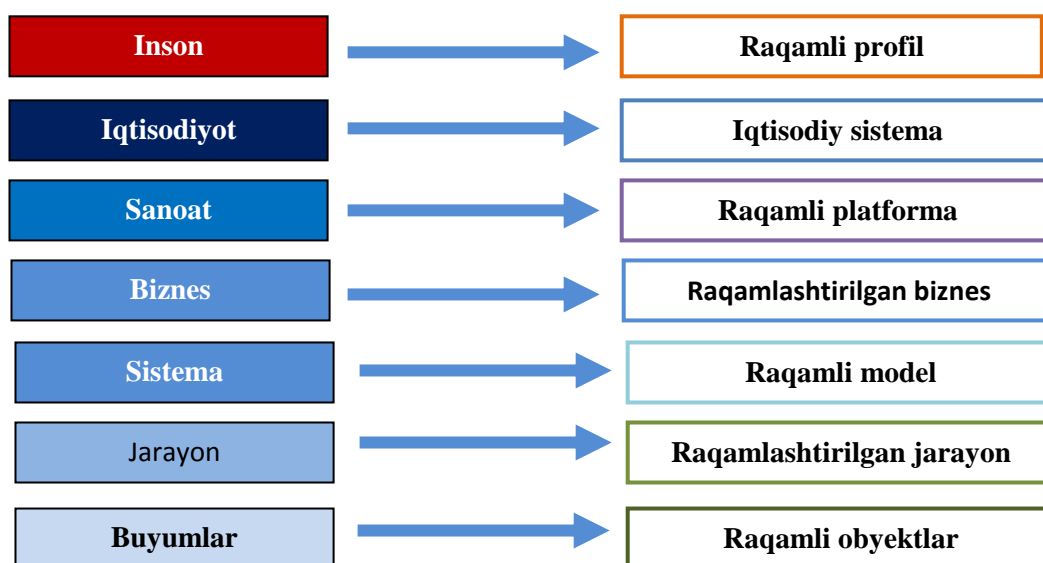 Inson
Raqamli profil
Iqtisodiyot
Iqtisodiy sistema
Sanoat
Raqamli platforma
Biznes
Raqamlashtirilgan biznes
Sistema
Raqamli model
Jarayon
Raqamlashtirilgan jarayon
Buyumlar
Raqamli obyektlar